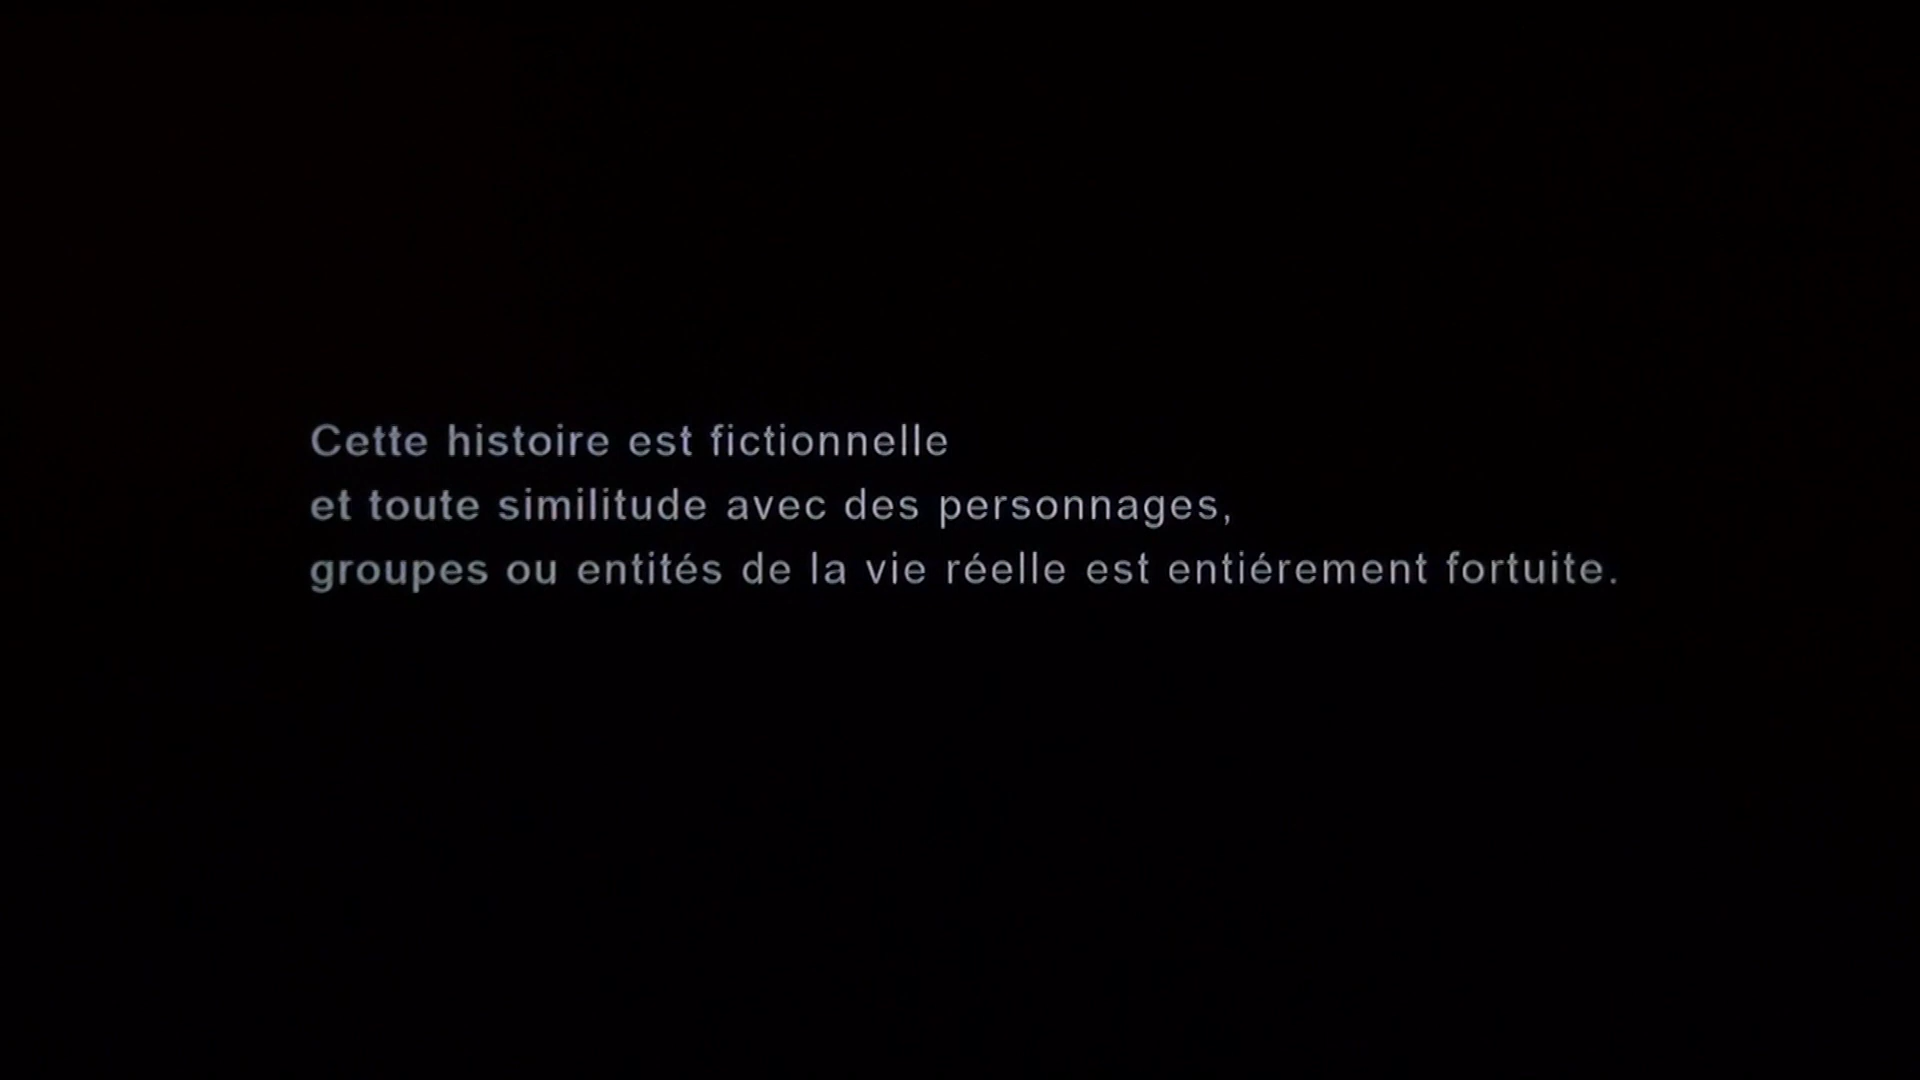 Cette histoire est fictionnelle
et toute similitude avec des personnages,
groupes ou entités de la vie réelle est entiérement fortuite.